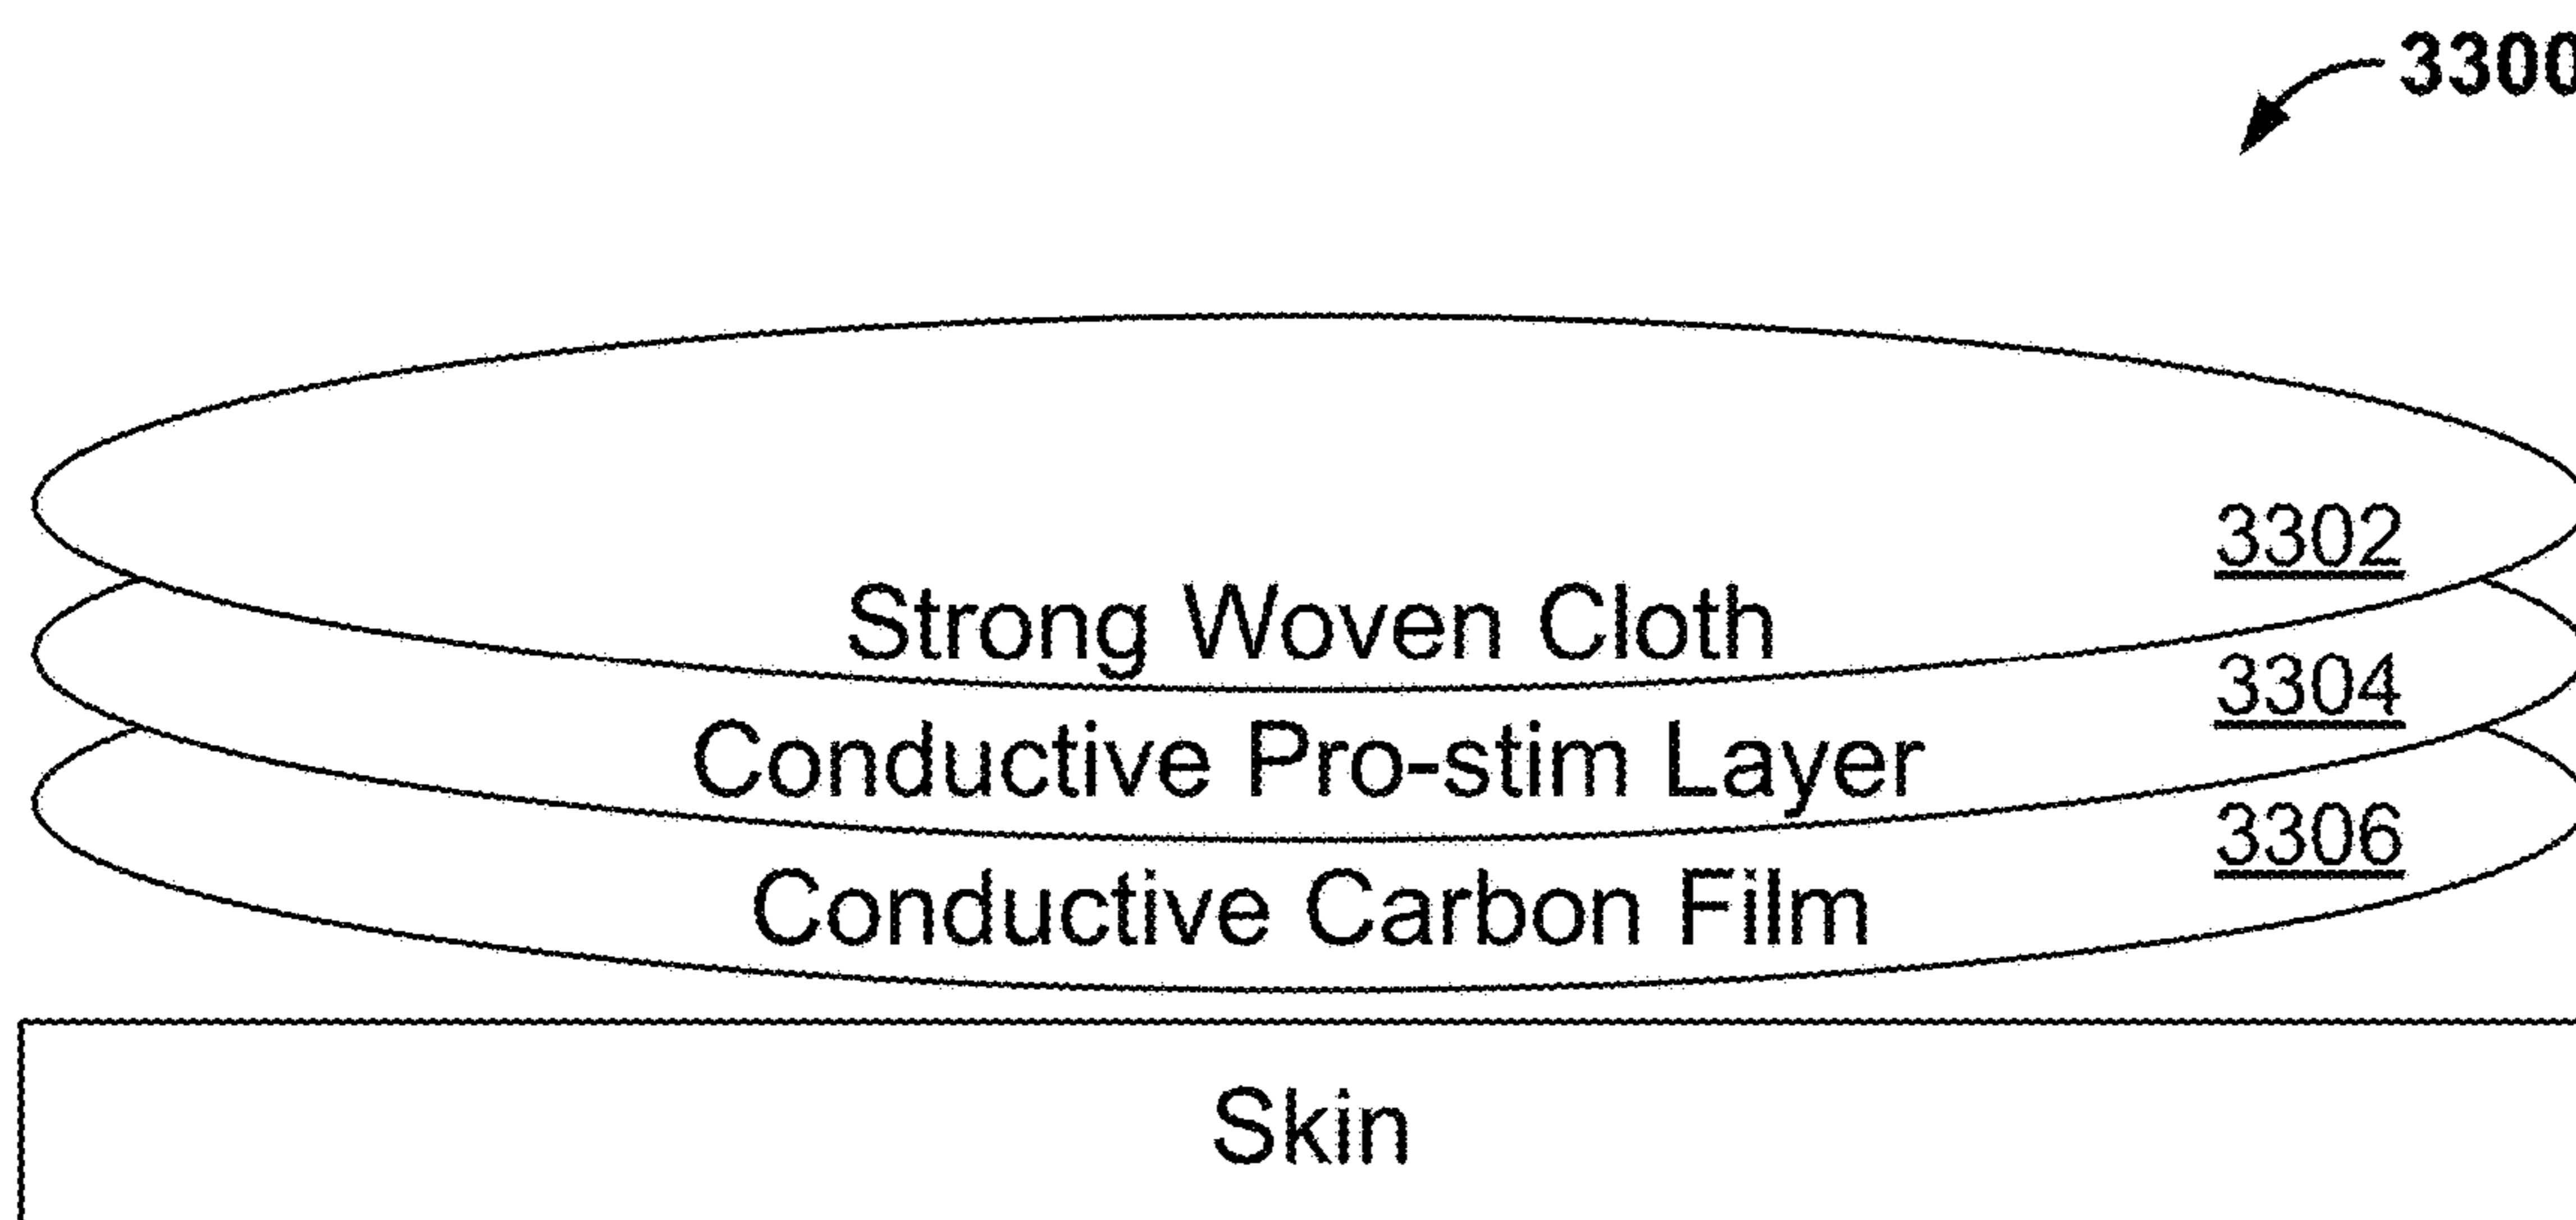 3300
3302
Strong Woven Cloth
3304
Conductive Pro-stim Layer
3306
Conductive Carbon Film
Skin